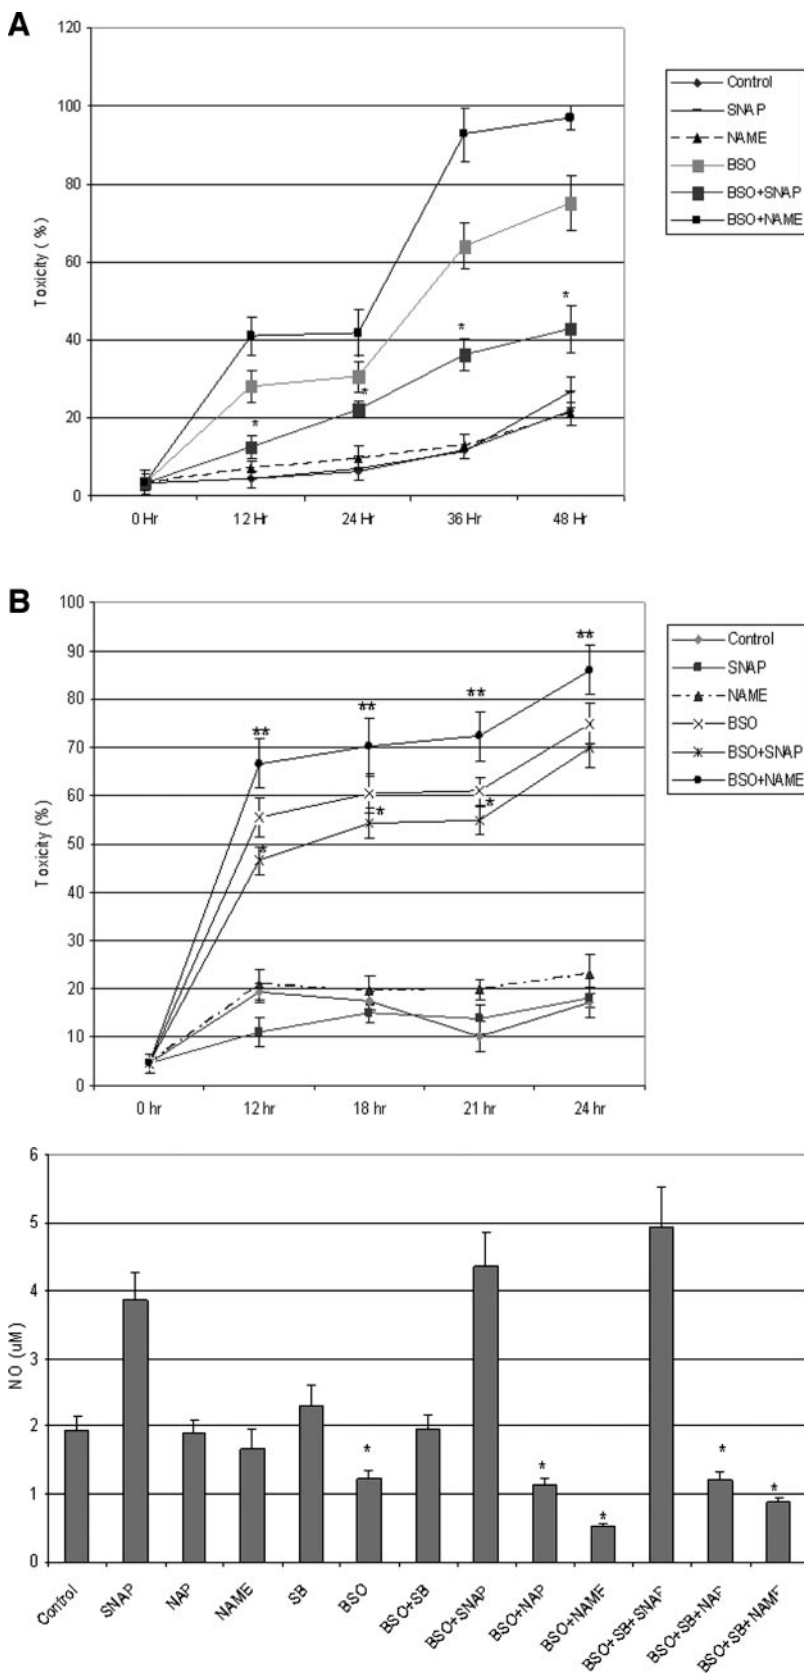 A
120
100
80
60
40
20
0
Toxicity ( %)
0 Hr
12 Hr
24 Hr
36 Hr
48 Hr
*
*
*
*
Control
SNAP
NAME
BSO
BSO+SNAP
BSO+NAME
B
100
90
80
70
60
50
40
30
20
10
0
Toxicity (%)
0 hr
12 hr
18 hr
21 hr
24 hr
**
**
**
**
*
*
*
Control
SNAP
NAME
BSO
BSO+SNAP
BSO+NAME
6
5
4
3
2
1
0
NO (uM)
*
*
*
*
*
Control
SNAP
NAP
NAME
SB
BSO
BSO+SB
BSO+SNAP
BSO+NAP
BSO+NAME
BSO+SB+SNAP
BSO+SB+NAP
BSO+SB+NAME